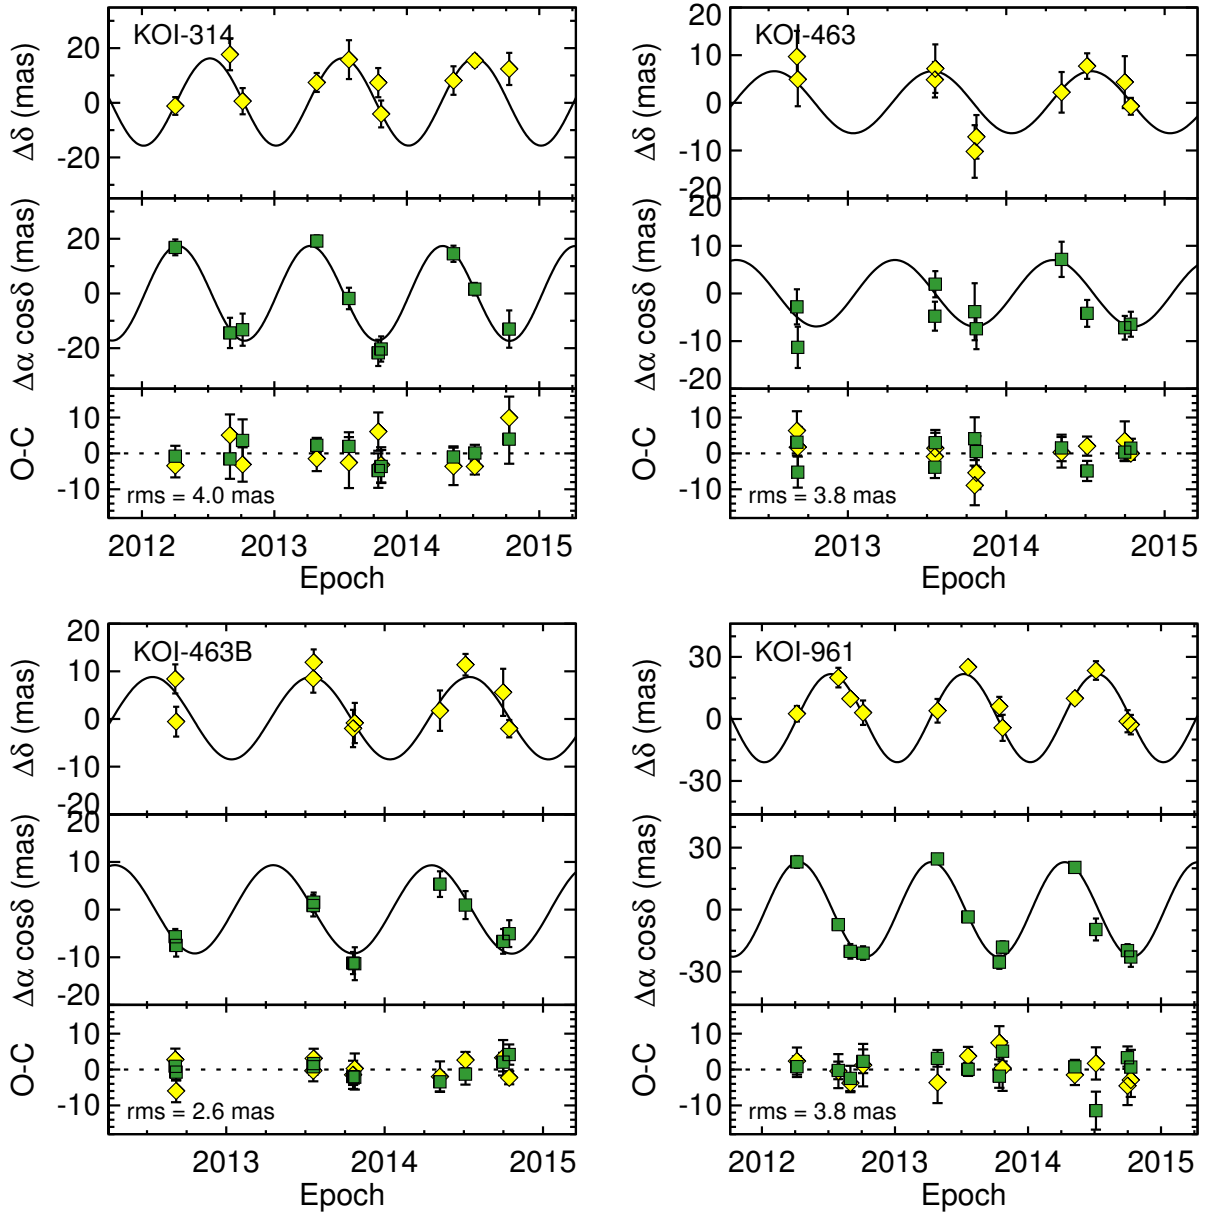 KOI-314
Δδ (mas)
20
0
-20
Δα cosδ (mas)
20
0
-20
O-C
10
0
-10
rms = 4.0 mas
2012 2013 2014 2015
Epoch
KOI-463
Δδ (mas)
20
10
0
-10
-20
Δα cosδ (mas)
20
10
0
-10
-20
O-C
10
0
-10
rms = 3.8 mas
2013 2014 2015
Epoch
KOI-463B
Δδ (mas)
20
10
0
-10
-20
Δα cosδ (mas)
20
10
0
-10
-20
O-C
10
0
-10
rms = 2.6 mas
2013 2014 2015
Epoch
KOI-961
Δδ (mas)
30
0
-30
Δα cosδ (mas)
30
0
-30
O-C
10
0
-10
rms = 3.8 mas
2012 2013 2014 2015
Epoch